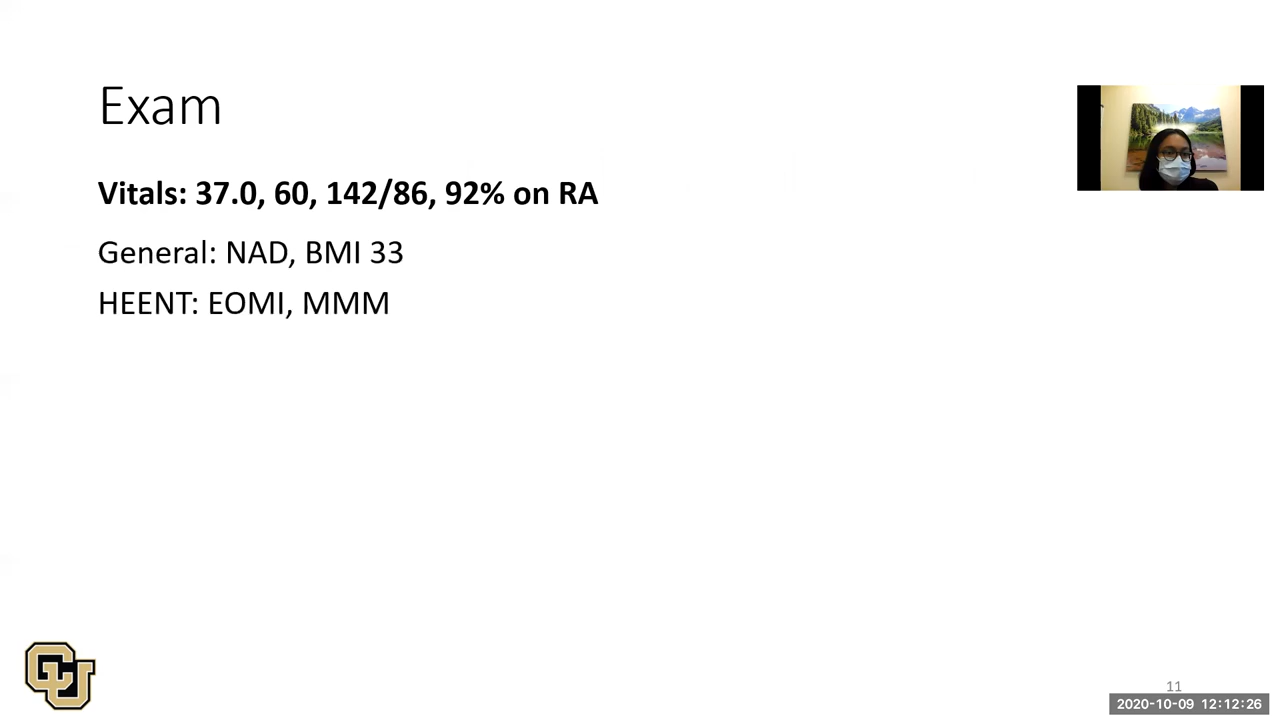 Exam
Vitals: 37.0, 60, 142/86, 92% on RA
General: NAD, BMI 33
HEENT: EOMI, MMM
CU
11
2020-10-09 12:12:26